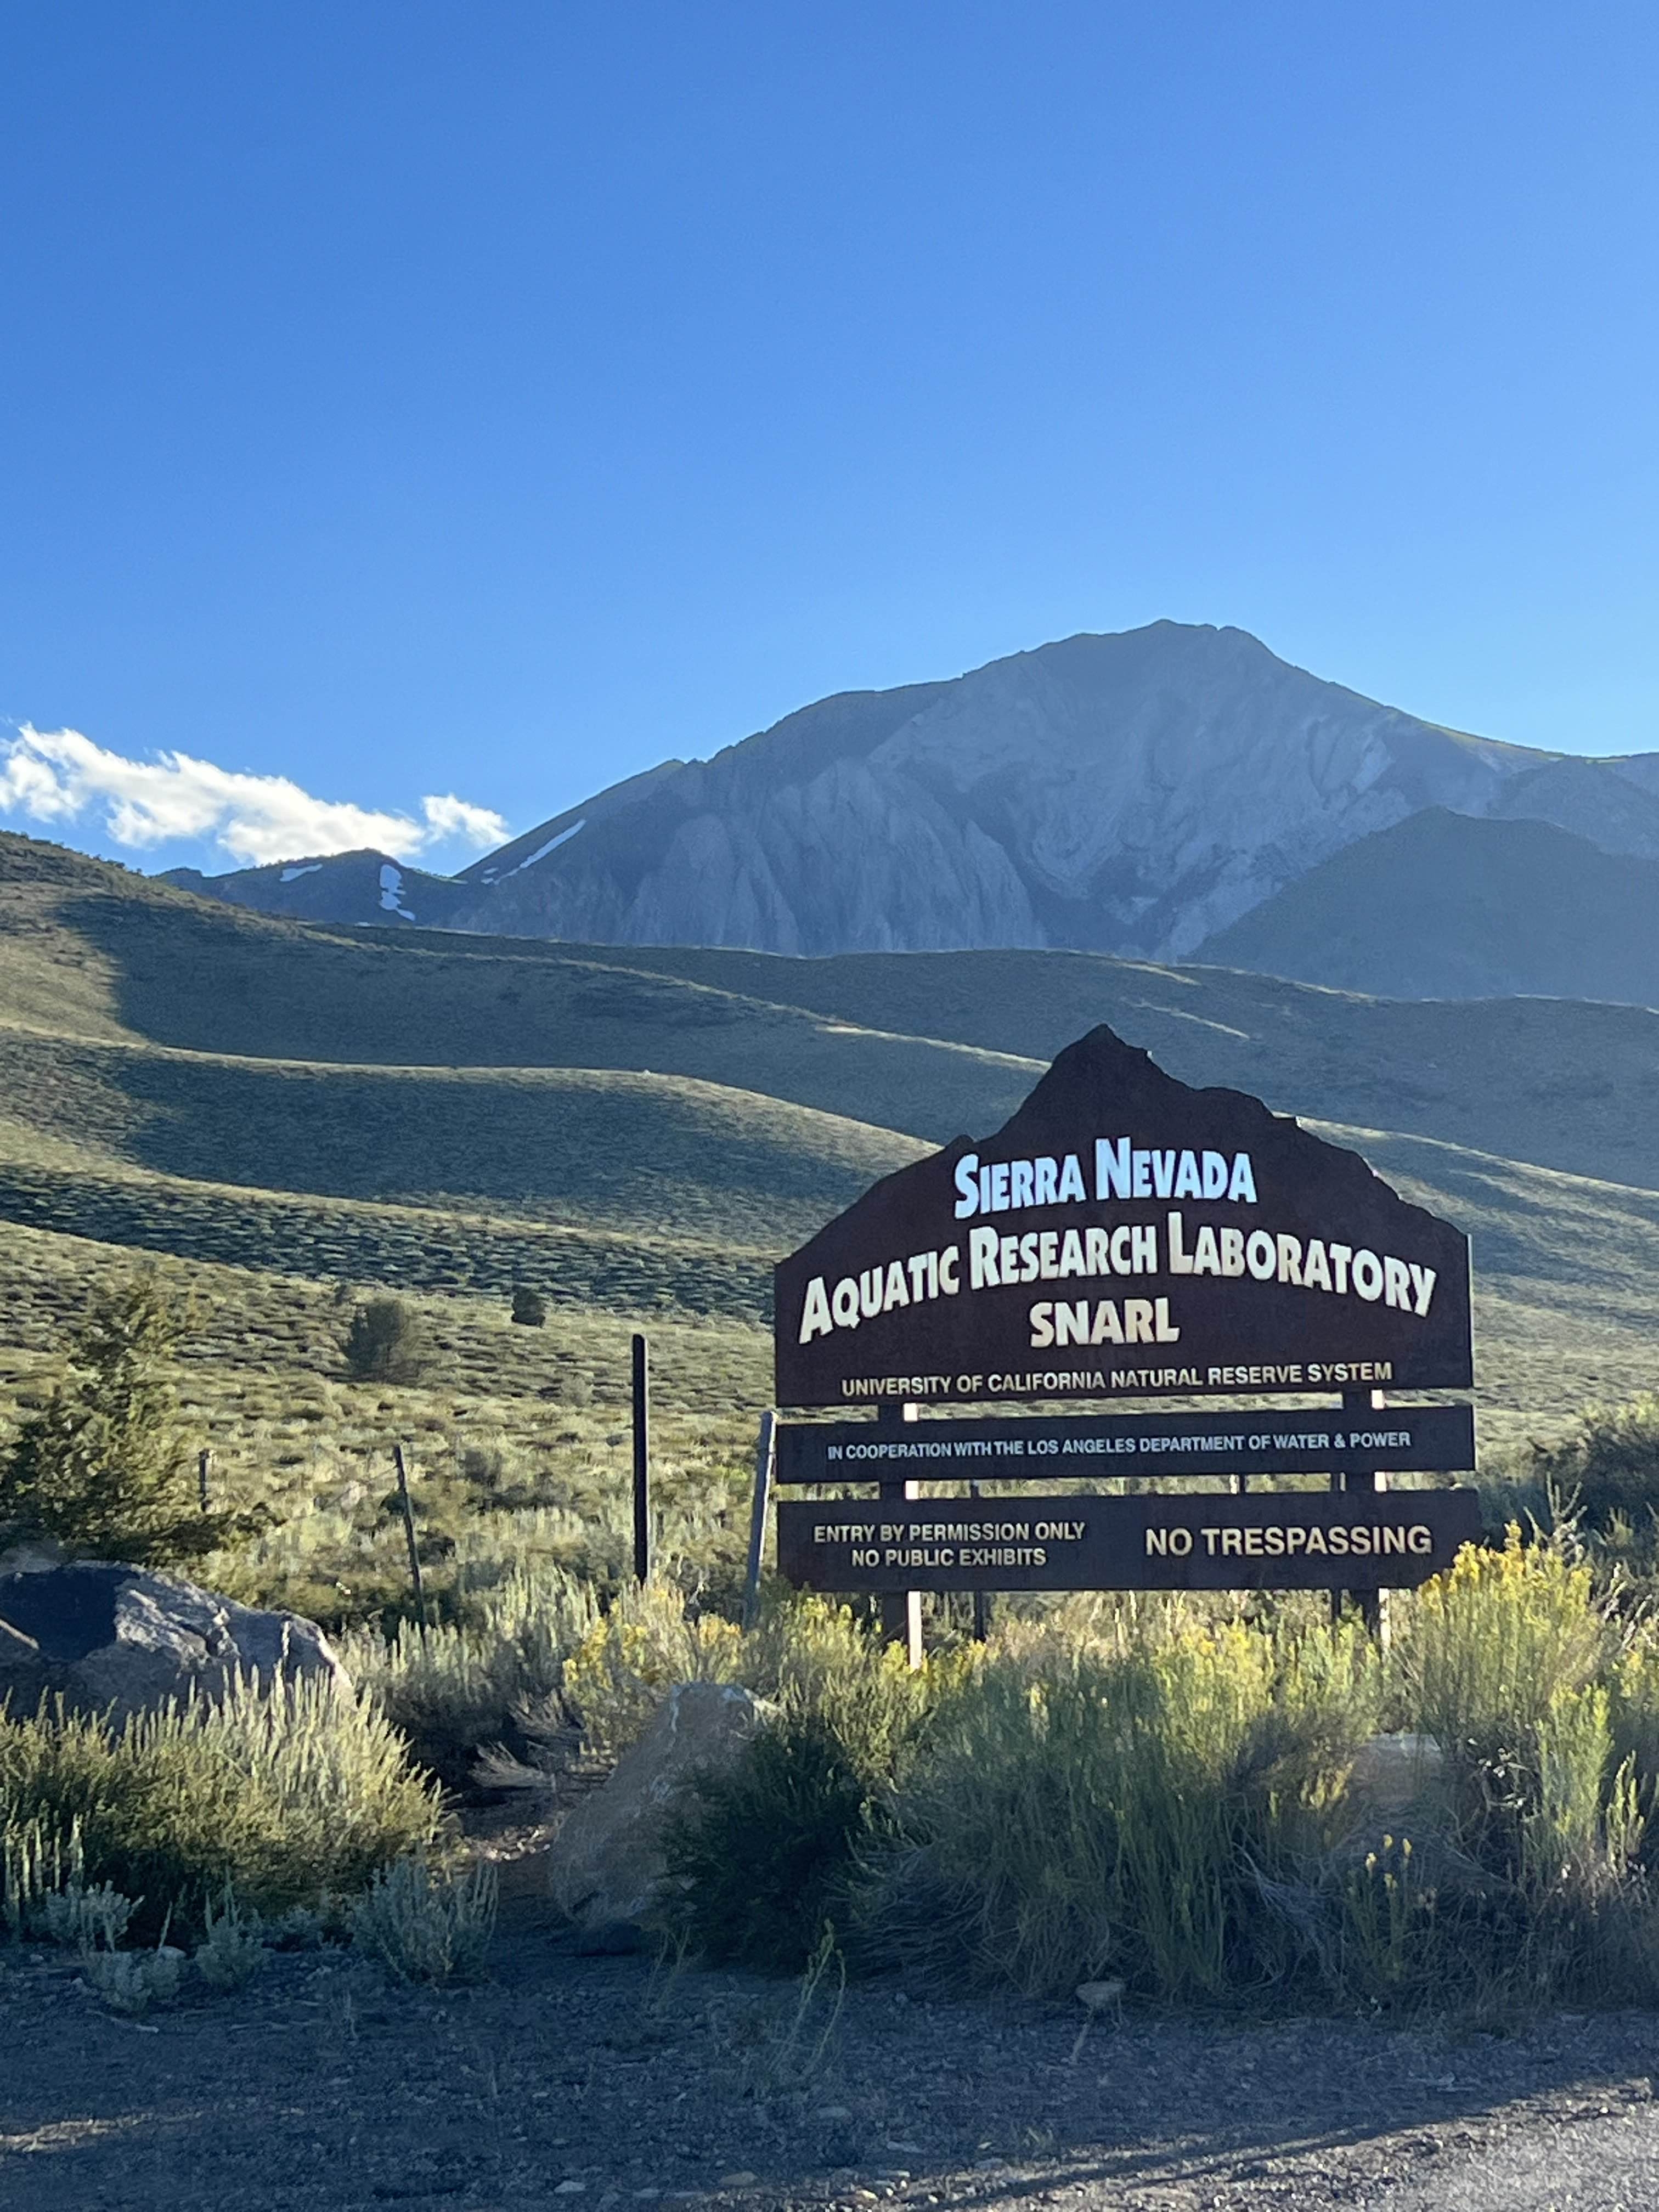 SIERRA NEVADA
AQUATIC RESEARCH LABORATORY
SNARL
UNIVERSITY OF CALIFORNIA NATURAL RESERVE SYSTEM
IN COOPERATION WITH THE LOS ANGELES DEPARTMENT OF WATER & POWER
ENTRY BY PERMISSION ONLY
NO PUBLIC EXHIBITS
NO TRESPASSING